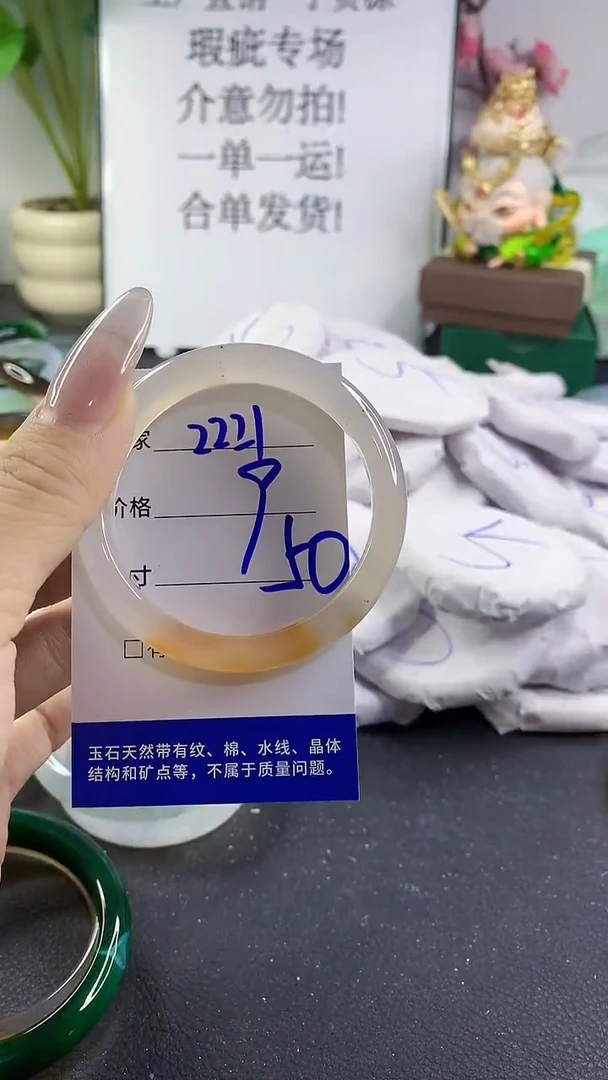 瑕疵专场
介意勿拍!
一单一运!
合单发货!
家
价格
寸
50
玉石天然带有纹、棉、水线、晶体
结构和矿点等，不属于质量问题。